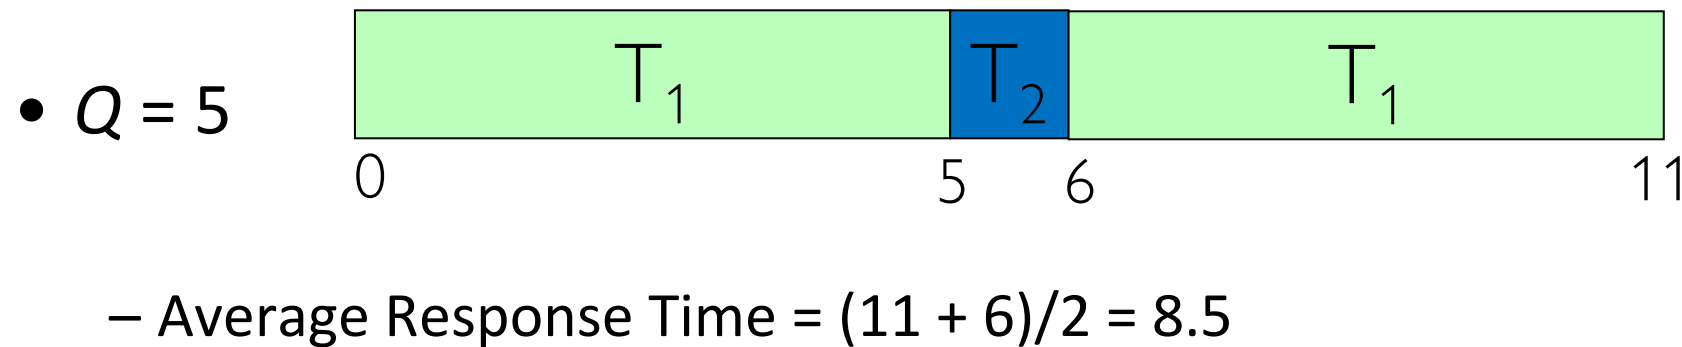 T1 T2 T1
• Q = 5
0 5 6 11
– Average Response Time = (11 + 6)/2 = 8.5